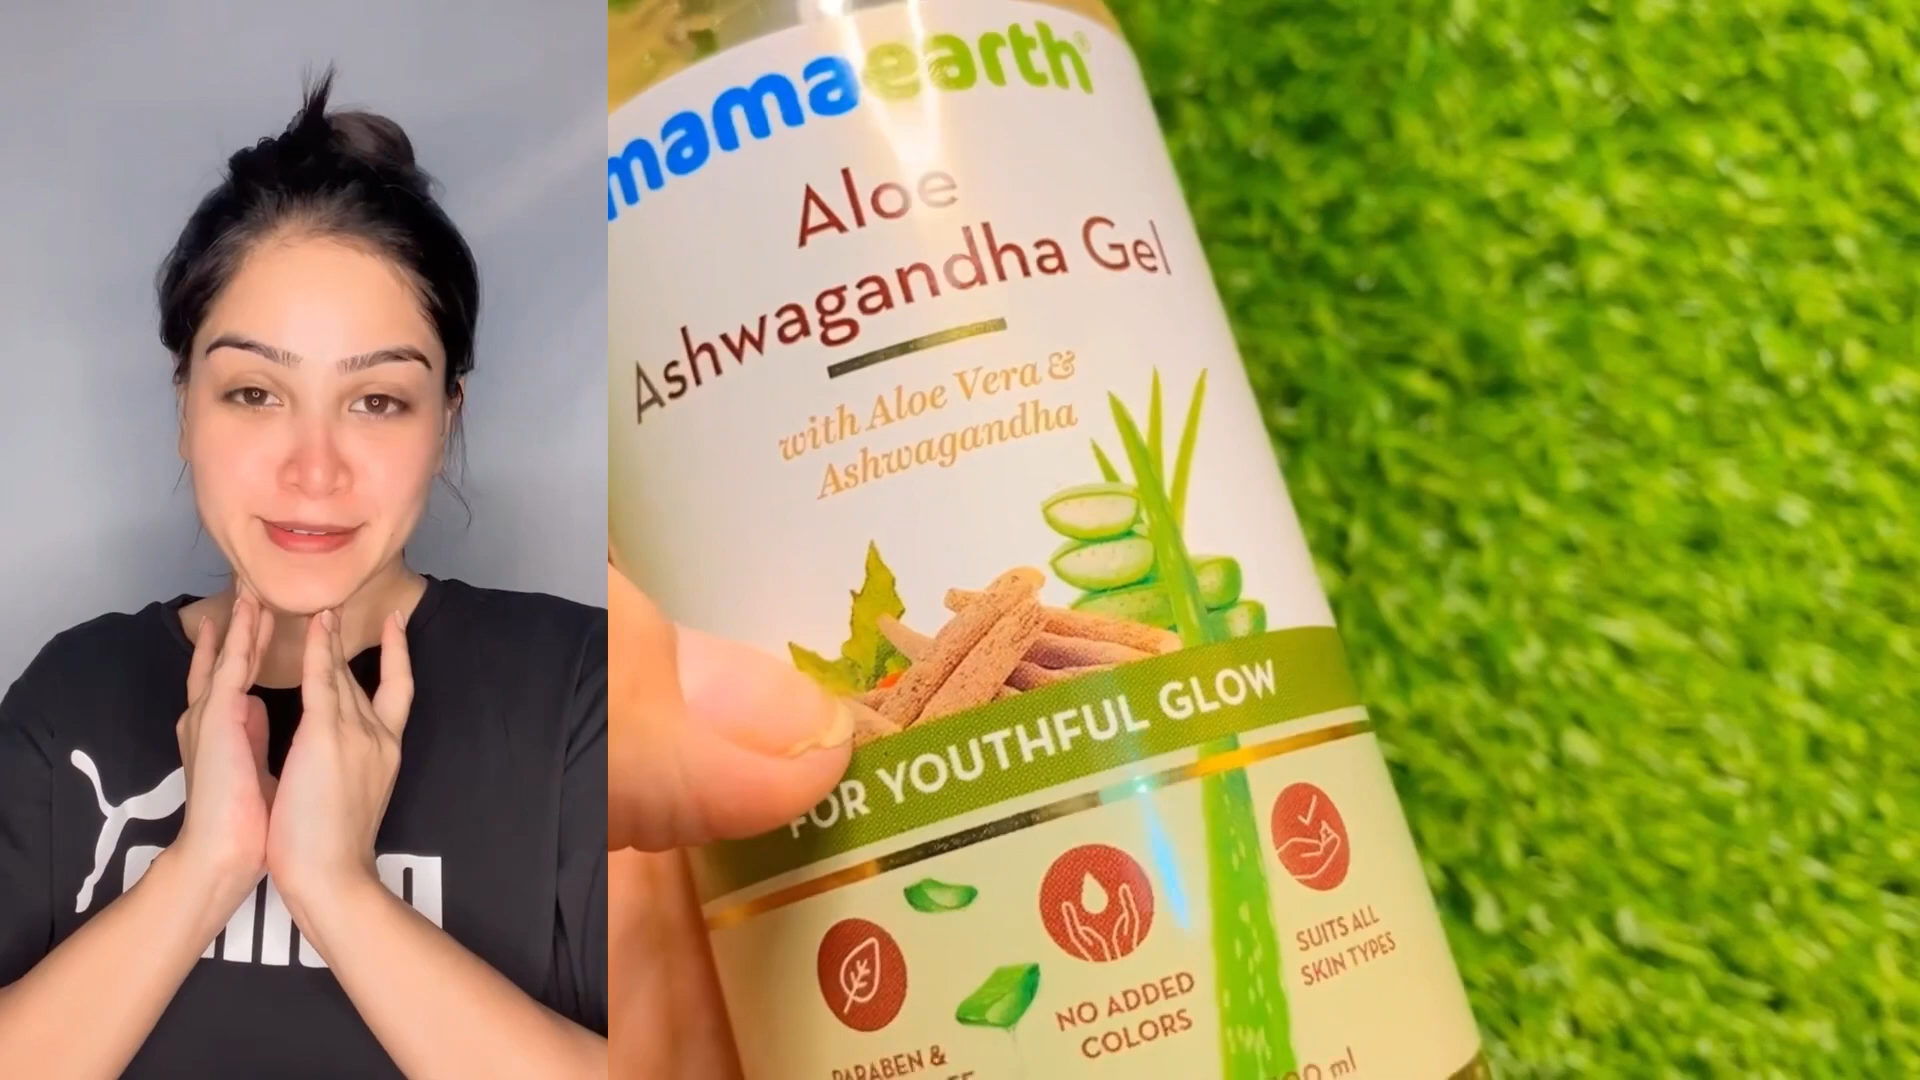 mamaearth
Aloe
Ashwagandha Gel
with Aloe Vera &
Ashwagandha
FOR YOUTHFUL GLOW
SUITS ALL
SKIN TYPES
NO ADDED
COLORS
PARABEN &
ml